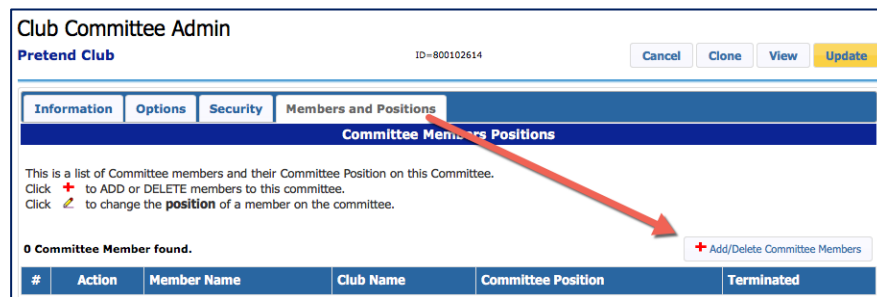 Club Committee Admin
Pretend Club ID=800102614 Cancel Clone View Update
Information Options Security Members and Positions
Committee Members Positions
This is a list of Committee members and their Committee Position on this Committee.
Click + to ADD or DELETE members to this committee.
Click to change the position of a member on the committee.
0 Committee Member found. + Add/Delete Committee Members
# Action Member Name Club Name Committee Position Terminated